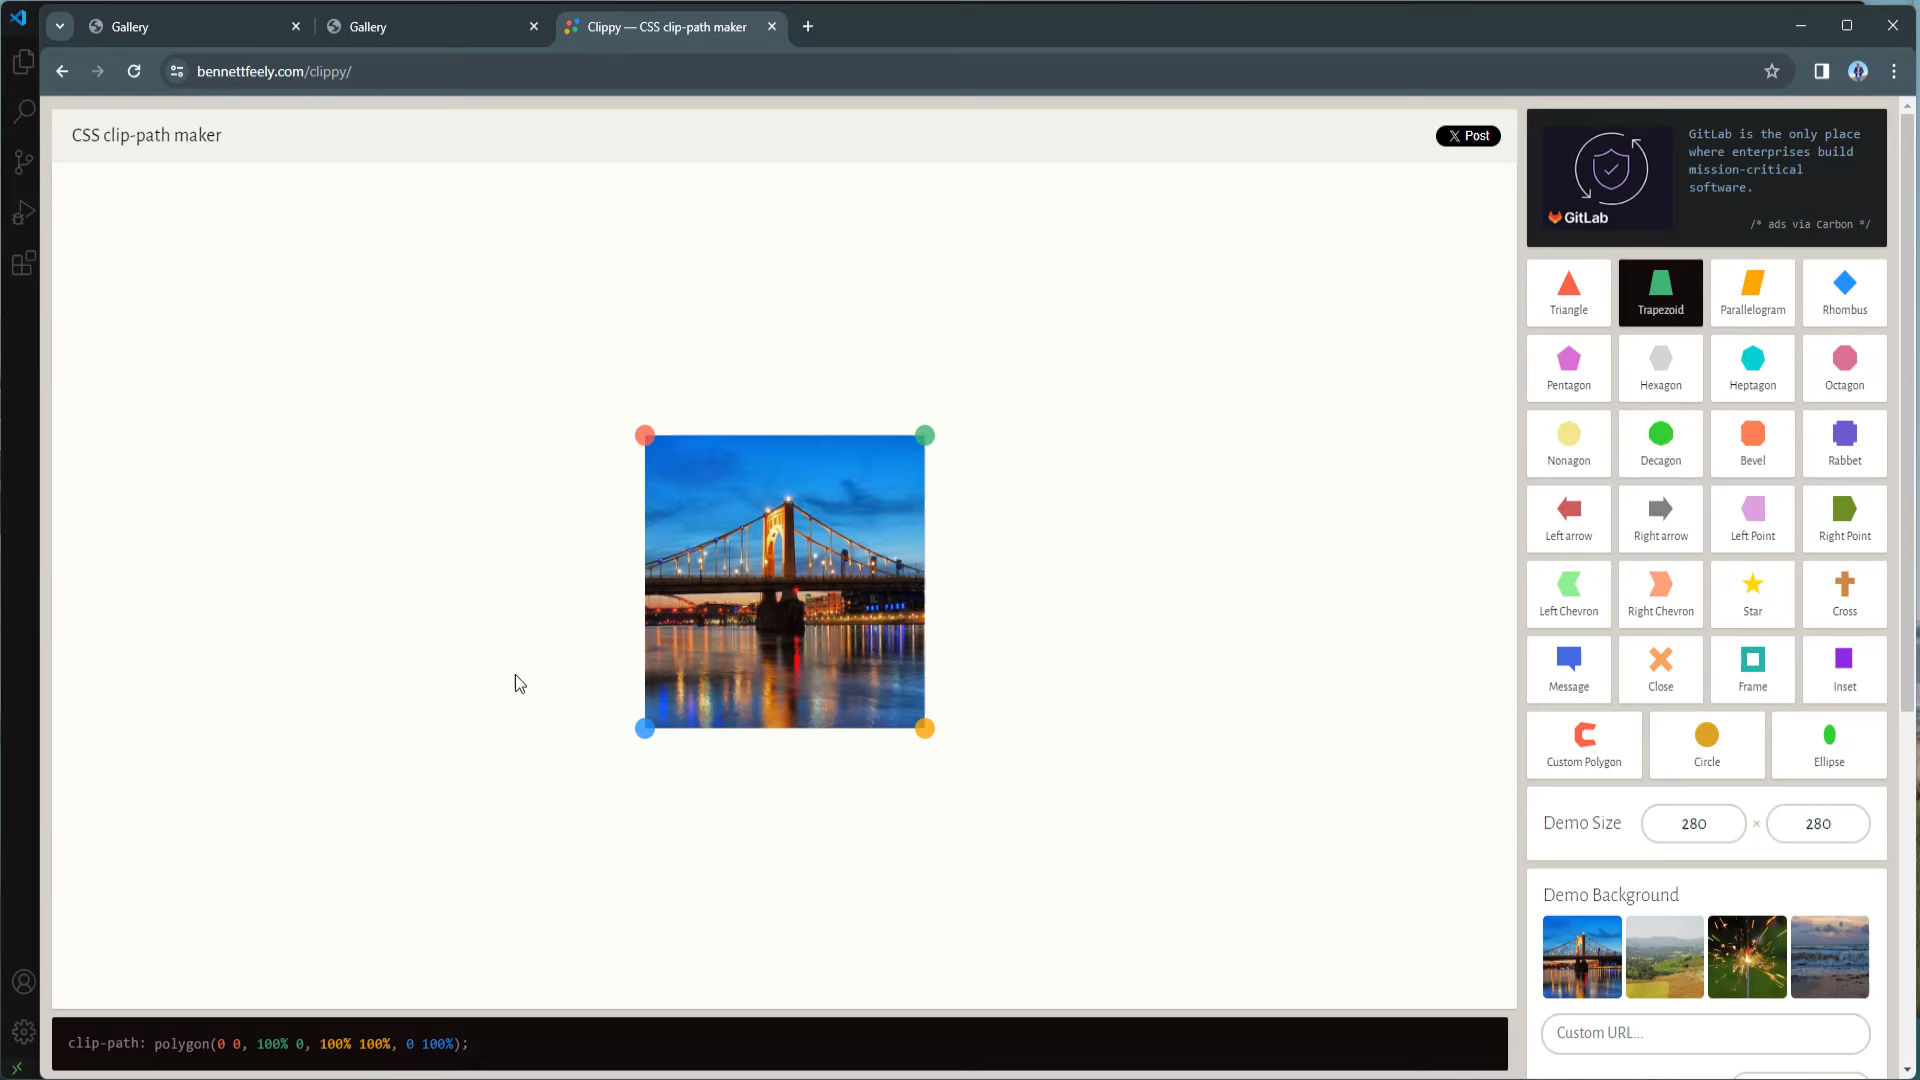 Gallery
Gallery
Clippy — CSS clip-path maker
bennettfeely.com/clippy/
CSS clip-path maker
X Post
GitLab is the only place
where enterprises build
mission-critical
software.
GitLab
/* ads via Carbon */
Triangle
Trapezoid
Parallelogram
Rhombus
Pentagon
Hexagon
Heptagon
Octagon
Nonagon
Decagon
Bevel
Rabbet
Left arrow
Right arrow
Left Point
Right Point
Left Chevron
Right Chevron
Star
Cross
Message
Close
Frame
Inset
Custom Polygon
Circle
Ellipse
Demo Size
280
×
280
Demo Background
Custom URL...
clip-path: polygon(0 0, 100% 0, 100% 100%, 0 100%);